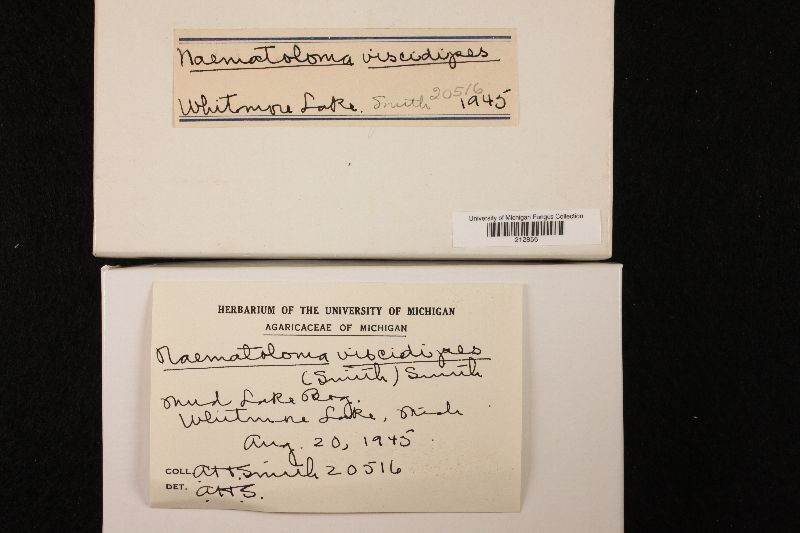 Naematoloma viscidipes
Whitmore Lake. Smith 20516 1945
University of Michigan Fungus Collection
212856
HERBARIUM OF THE UNIVERSITY OF MICHIGAN
AGARICACEAE OF MICHIGAN
Naematoloma viscidipes
(Smith) Smith
Mud Lake Bog.
Whitmore Lake, Mich
Aug. 20, 1945
COLL. A.H. Smith 20516
DET. AHS.